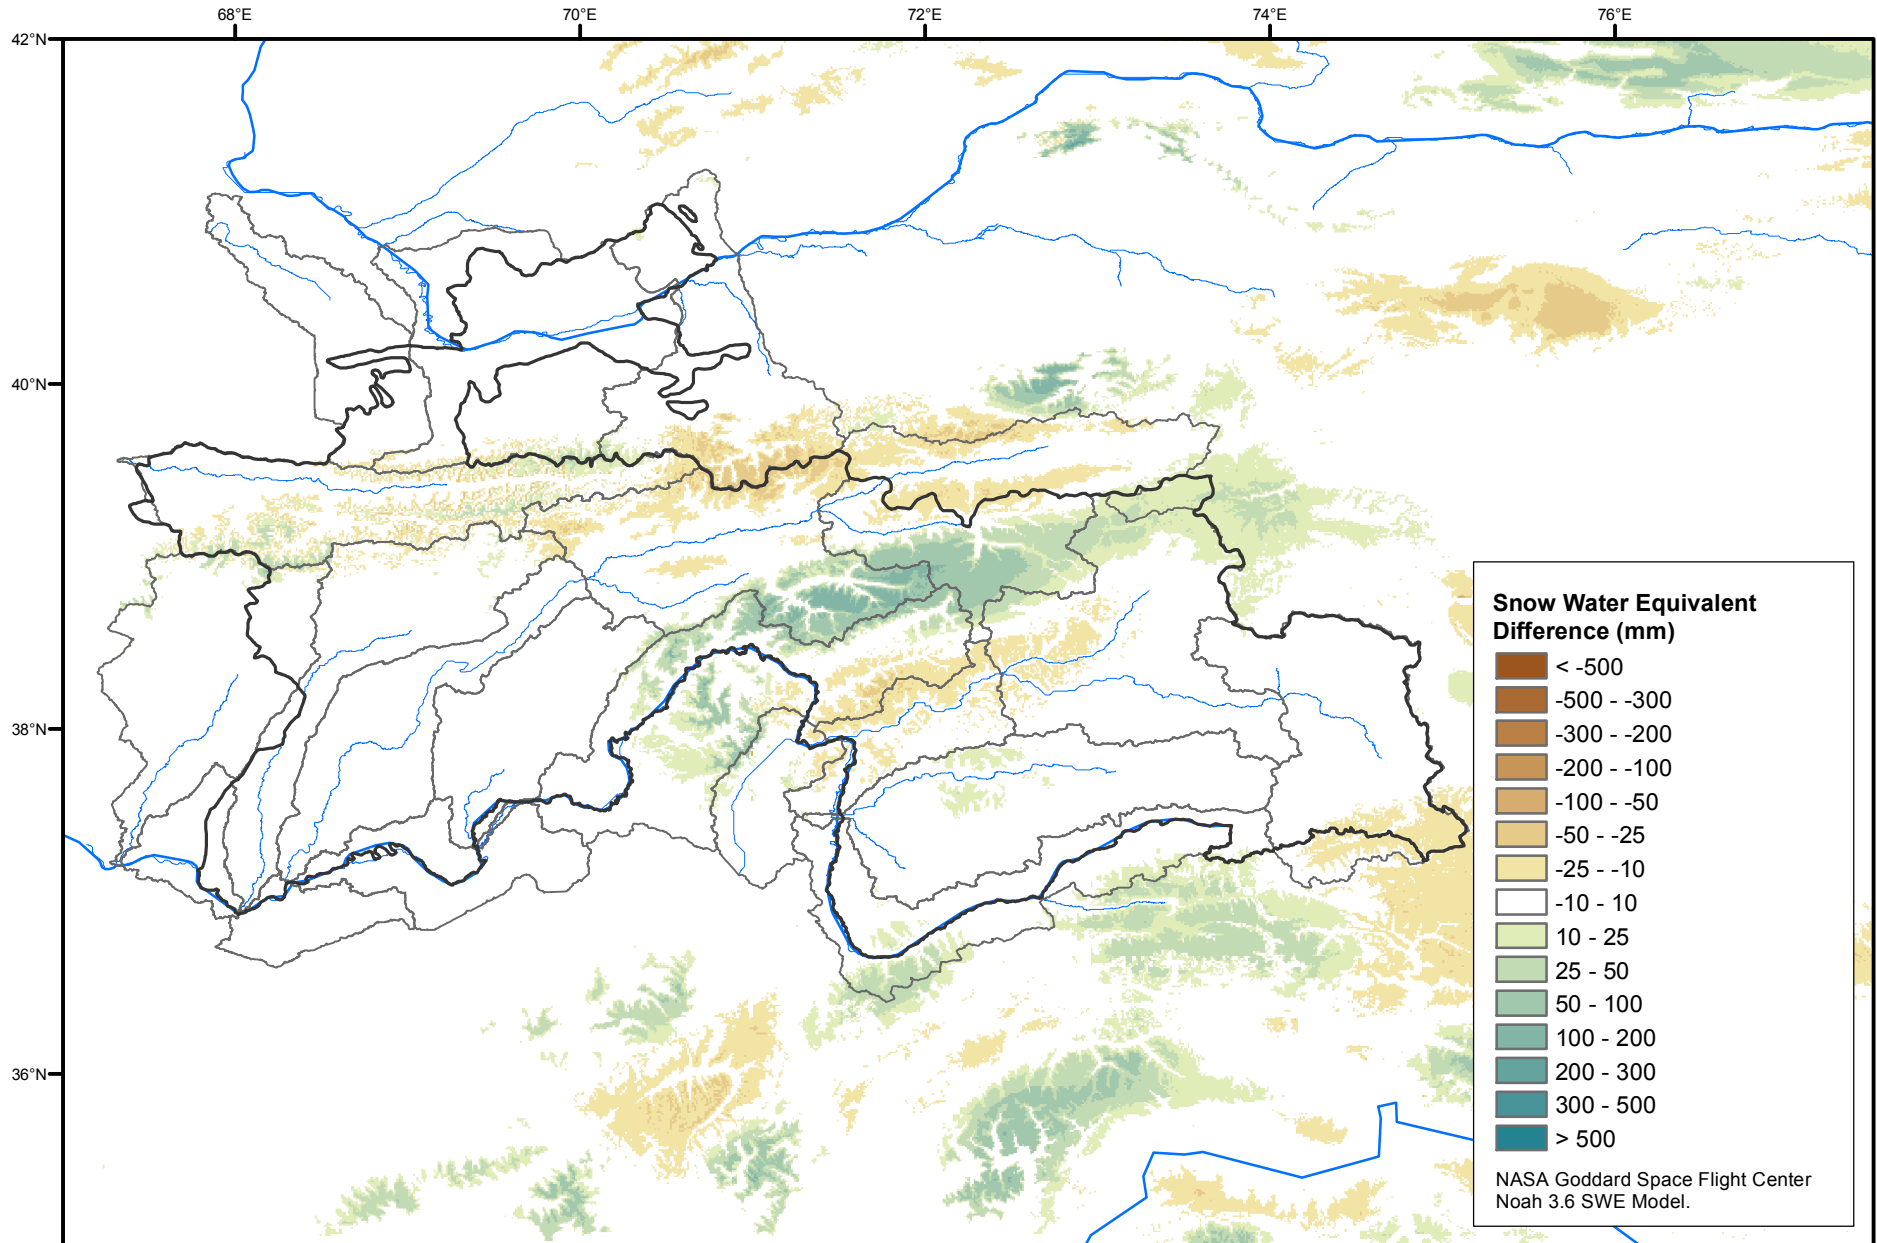 68°E
70°E
72°E
74°E
76°E
42°N
40°N
38°N
36°N
Snow Water Equivalent
Difference (mm)
< -500
-500 - -300
-300 - -200
-200 - -100
-100 - -50
-50 - -25
-25 - -10
-10 - 10
10 - 25
25 - 50
50 - 100
100 - 200
200 - 300
300 - 500
> 500
NASA Goddard Space Flight Center
Noah 3.6 SWE Model.